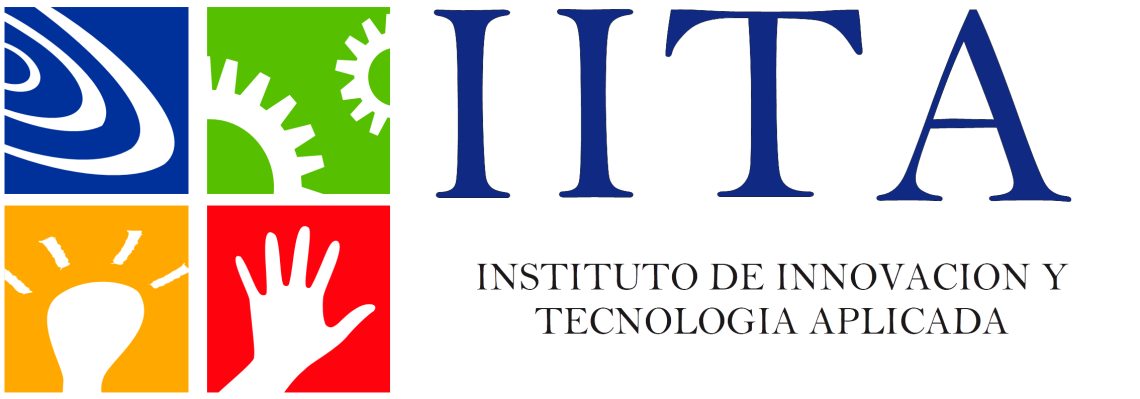 IITA
INSTITUTO DE INNOVACION Y
TECNOLOGIA APLICADA